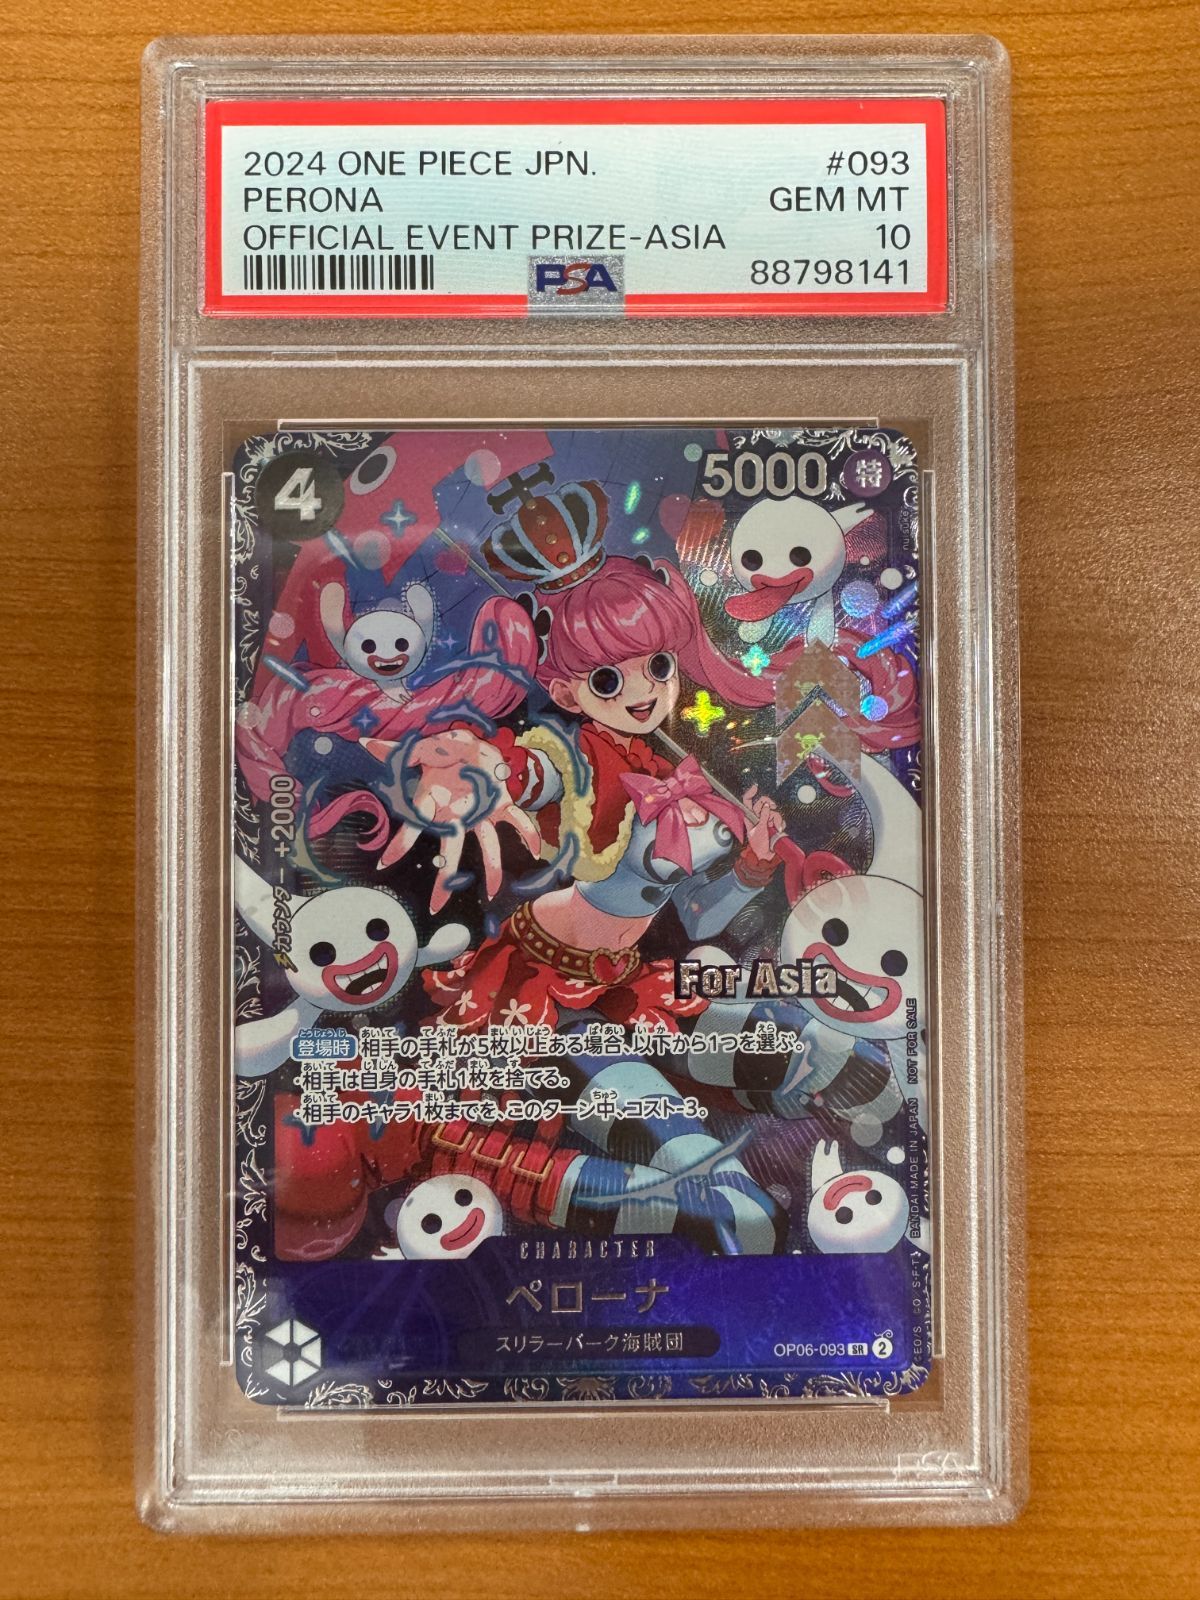 2024 ONE PIECE JPN. #093
PERONA GEM MT
OFFICIAL EVENT PRIZE-ASIA 10
PSA 88798141
4
5000 特
nuisuke
カウンター +2000
For Asia
登場時 相手の手札が5枚以上ある場合、以下から1つを選ぶ。
・相手は自身の手札1枚を捨てる。
・相手のキャラ1枚までを、このターン中、コスト-3。
BANDAI MADE IN JAPAN NOT FOR SALE
CHARACTER
ペローナ
スリラーバーク海賊団
OP06-093 SR 2
PSA